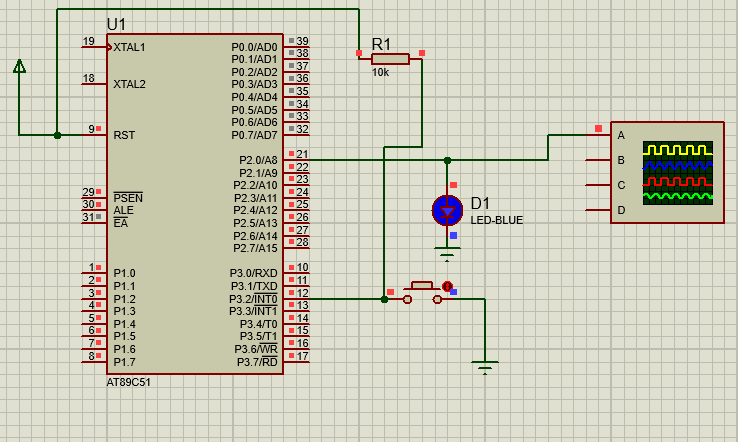 U1
19 XTAL1
18 XTAL2
9 RST
29 PSEN
30 ALE
31 EA
1 P1.0
2 P1.1
3 P1.2
4 P1.3
5 P1.4
6 P1.5
7 P1.6
8 P1.7
P0.0/AD0 39
P0.1/AD1 38
P0.2/AD2 37
P0.3/AD3 36
P0.4/AD4 35
P0.5/AD5 34
P0.6/AD6 33
P0.7/AD7 32
P2.0/A8 21
P2.1/A9 22
P2.2/A10 23
P2.3/A11 24
P2.4/A12 25
P2.5/A13 26
P2.6/A14 27
P2.7/A15 28
P3.0/RXD 10
P3.1/TXD 11
P3.2/INT0 12
P3.3/INT1 13
P3.4/T0 14
P3.5/T1 15
P3.6/WR 16
P3.7/RD 17
AT89C51
R1
10k
D1
LED-BLUE
A
B
C
D